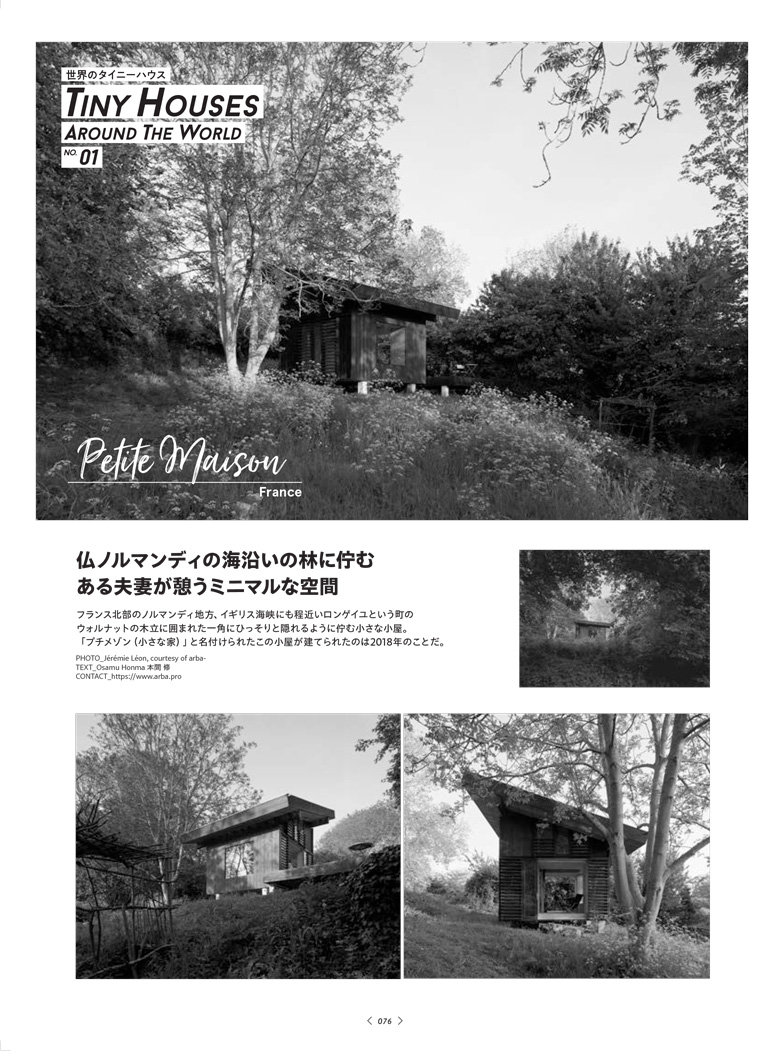 世界のタイニーハウス
TINY HOUSES
AROUND THE WORLD
NO. 01
Petite Maison
France
仏ノルマンディの海沿いの林に佇む
ある夫妻が憩うミニマルな空間
フランス北部のノルマンディ地方、イギリス海峡にも程近いロンゲイユという町の
ウォルナットの木立に囲まれた一角にひっそりと隠れるように佇む小さな小屋。
「プチメゾン（小さな家）」と名付けられたこの小屋が建てられたのは2018年のことだ。
PHOTO_Jérémie Léon, courtesy of arba-
TEXT_Osamu Honma 本間 修
CONTACT_https://www.arba.pro
076